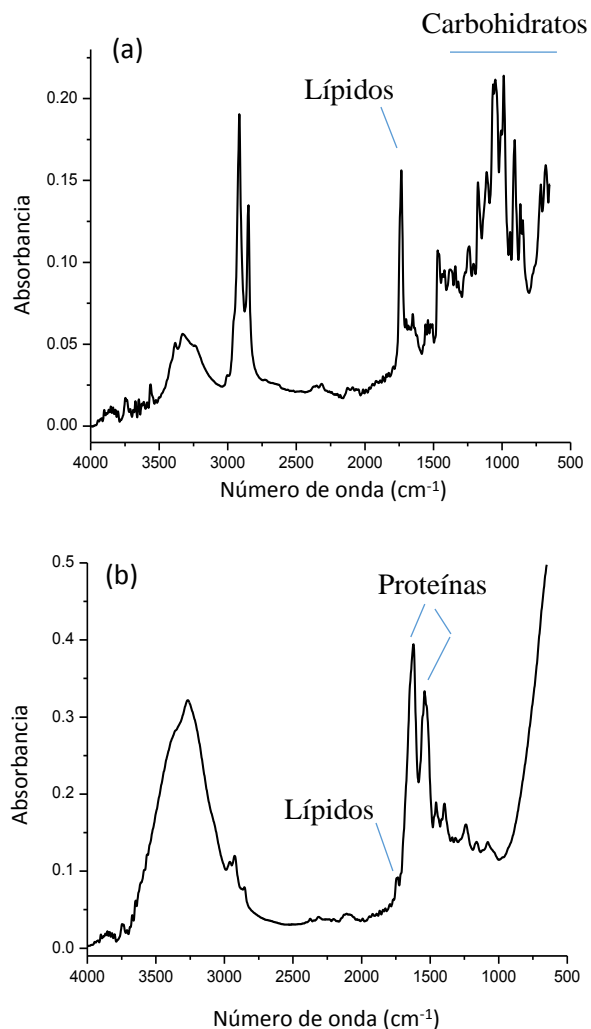 (a)
Carbohidratos
Lípidos
0.20
0.15
0.10
0.05
0.00
Absorbancia
4000 3500 3000 2500 2000 1500 1000 500
Número de onda (cm⁻¹)
(b)
Proteínas
Lípidos
0.5
0.4
0.3
0.2
0.1
0.0
Absorbancia
4000 3500 3000 2500 2000 1500 1000 500
Número de onda (cm⁻¹)